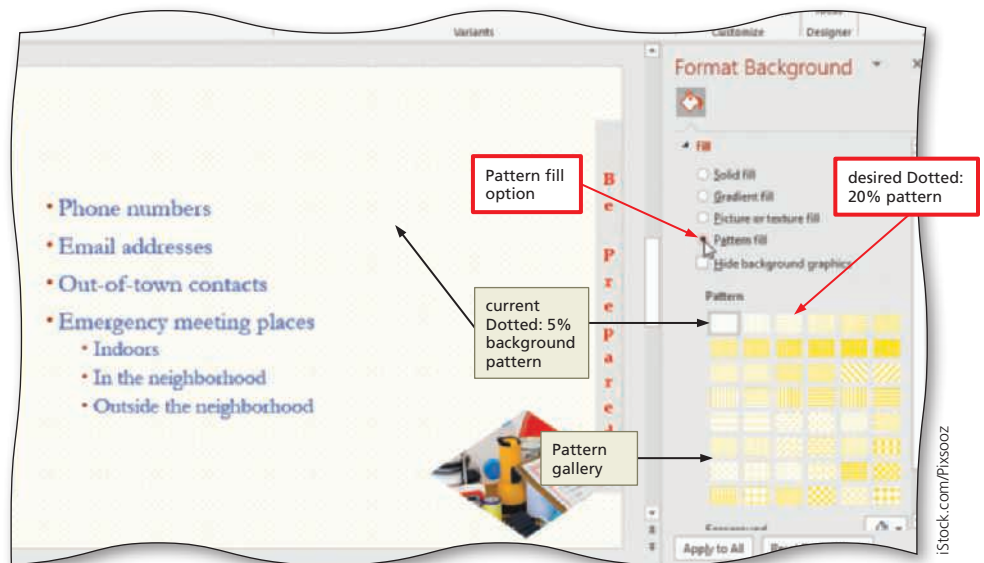 Variants
Customize
Designer
Format Background
Fill
Solid fill
Gradient fill
Picture or texture fill
Pattern fill
Hide background graphics
Pattern
Apply to All
• Phone numbers
• Email addresses
• Out-of-town contacts
• Emergency meeting places
• Indoors
• In the neighborhood
• Outside the neighborhood
B
e
P
r
e
p
a
r
e
d
Pattern fill
option
desired Dotted:
20% pattern
current
Dotted: 5%
background
pattern
Pattern
gallery
iStock.com/Pixsooz